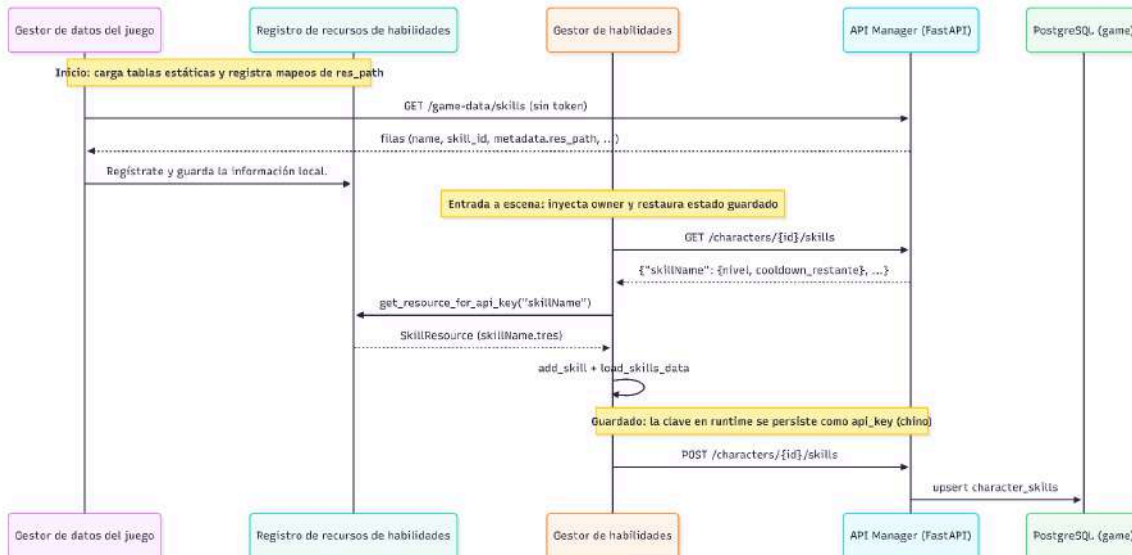 Gestor de datos del juego
Registro de recursos de habilidades
Gestor de habilidades
API Manager (FastAPI)
PostgreSQL (game)
Inicio: carga tablas estáticas y registra mapeos de res_path
GET /game-data/skills (sin token)
filas (name, skill_id, metadata.res_path, ...)
Regístrate y guarda la información local.
Entrada a escena: inyecta owner y restaura estado guardado
GET /characters/{id}/skills
{"skillName": {nivel, cooldown_restante}, ...}
get_resource_for_api_key("skillName")
SkillResource (skillName.tres)
add_skill + load_skills_data
Guardado: la clave en runtime se persiste como api_key (chino)
POST /characters/{id}/skills
upsert character_skills
Gestor de datos del juego
Registro de recursos de habilidades
Gestor de habilidades
API Manager (FastAPI)
PostgreSQL (game)